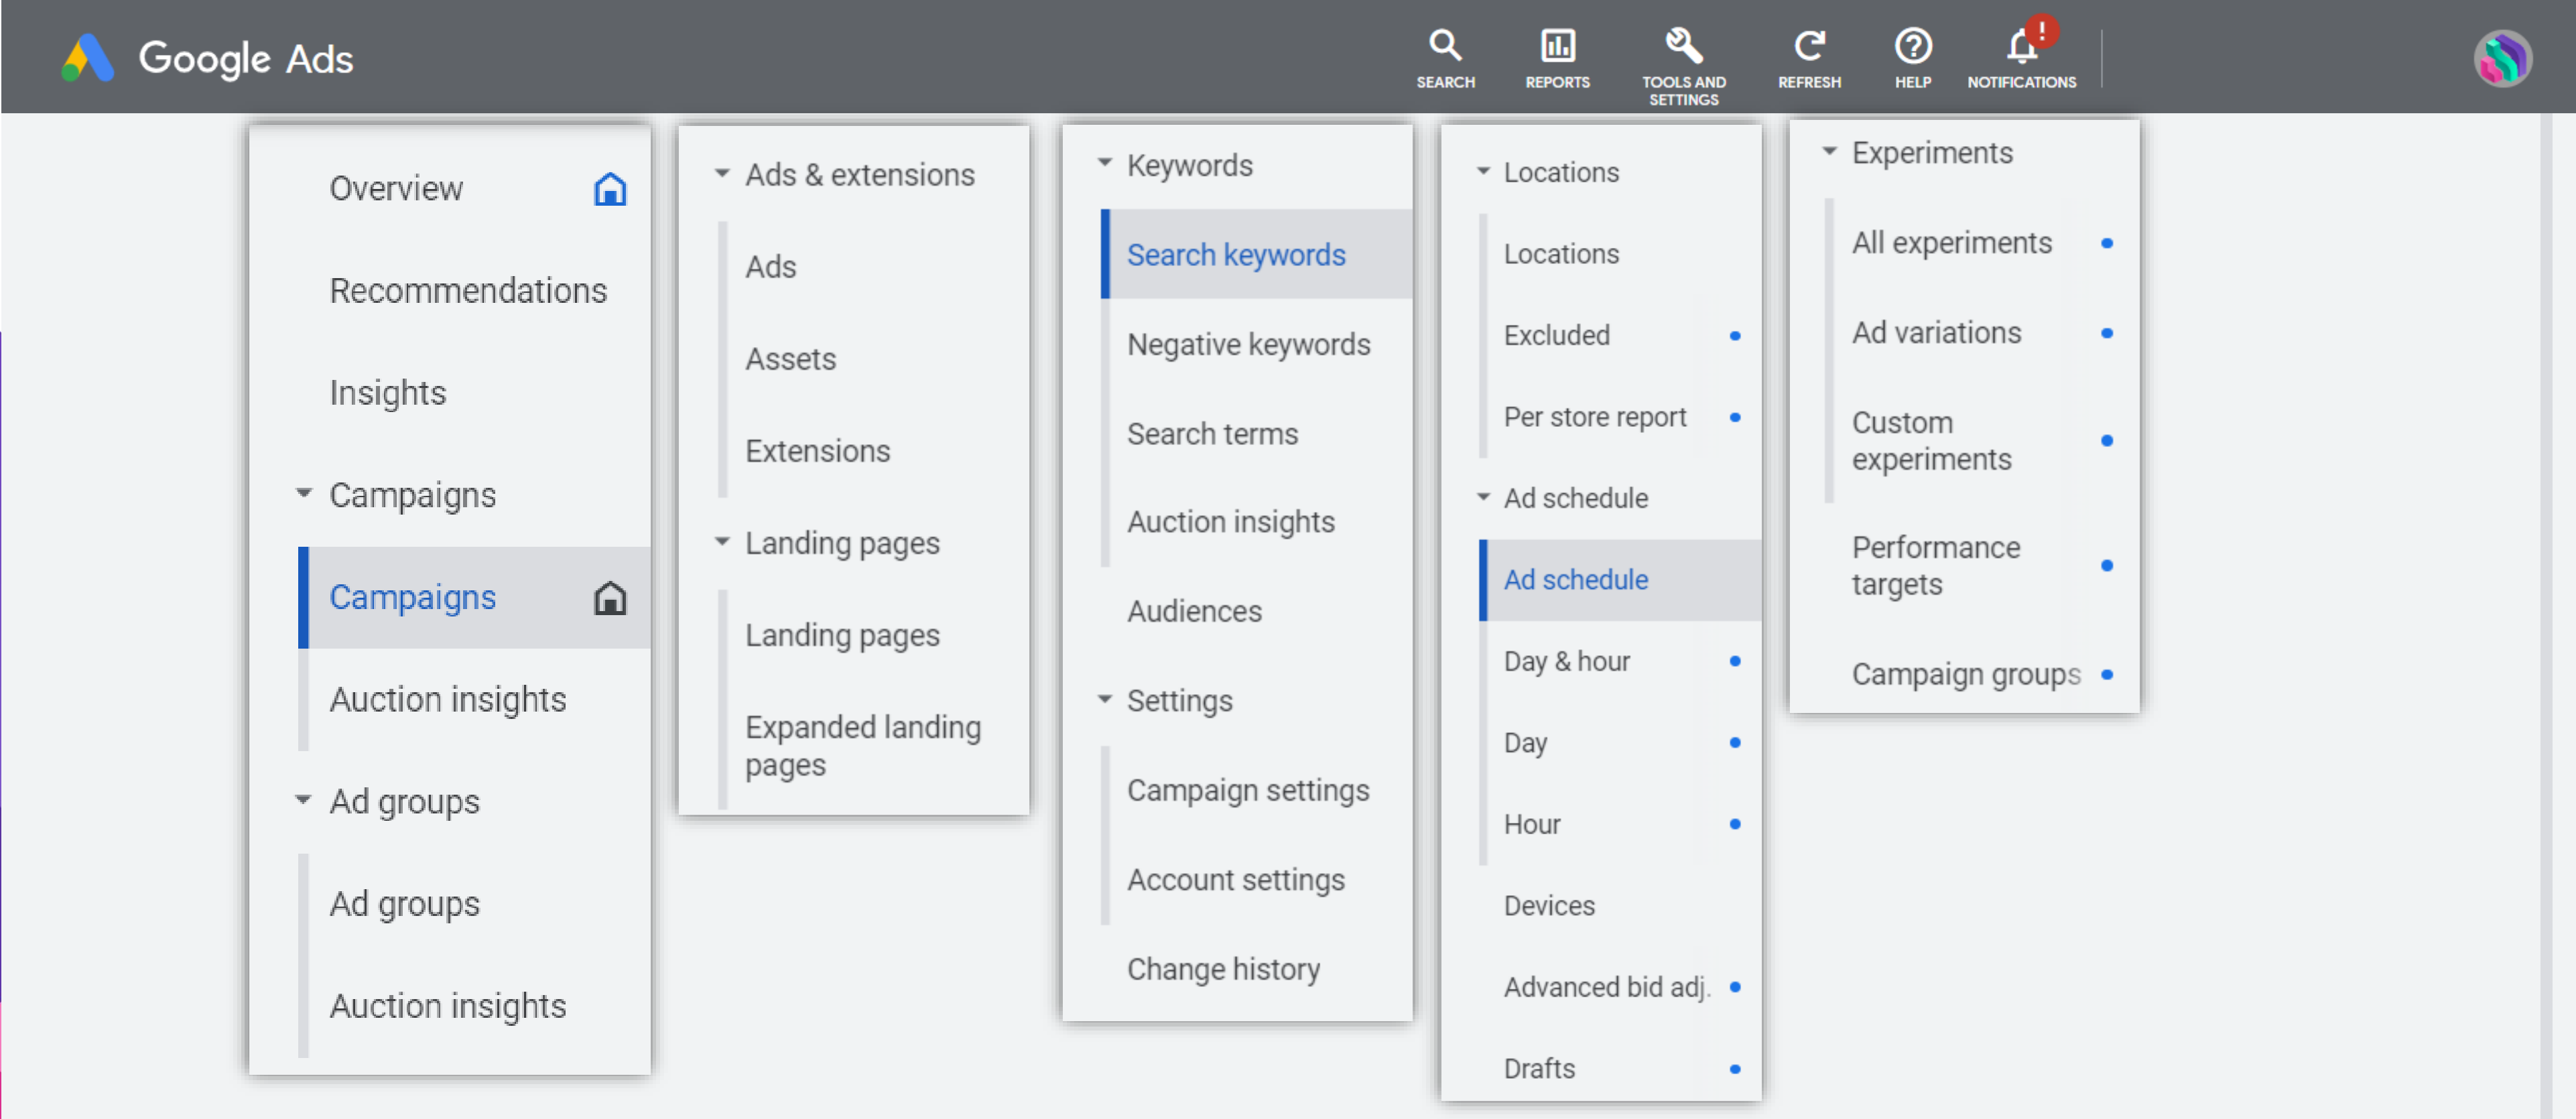 Google Ads
SEARCH
REPORTS
TOOLS AND
SETTINGS
REFRESH
HELP
!
NOTIFICATIONS
Overview
Recommendations
Insights
Campaigns
Campaigns
Auction insights
Ad groups
Ad groups
Auction insights
Ads & extensions
Ads
Assets
Extensions
Landing pages
Landing pages
Expanded landing
pages
Keywords
Search keywords
Negative keywords
Search terms
Auction insights
Audiences
Settings
Campaign settings
Account settings
Change history
Locations
Locations
Excluded
Per store report
Ad schedule
Ad schedule
Day & hour
Day
Hour
Devices
Advanced bid adj.
Drafts
Experiments
All experiments
Ad variations
Custom
experiments
Performance
targets
Campaign groups